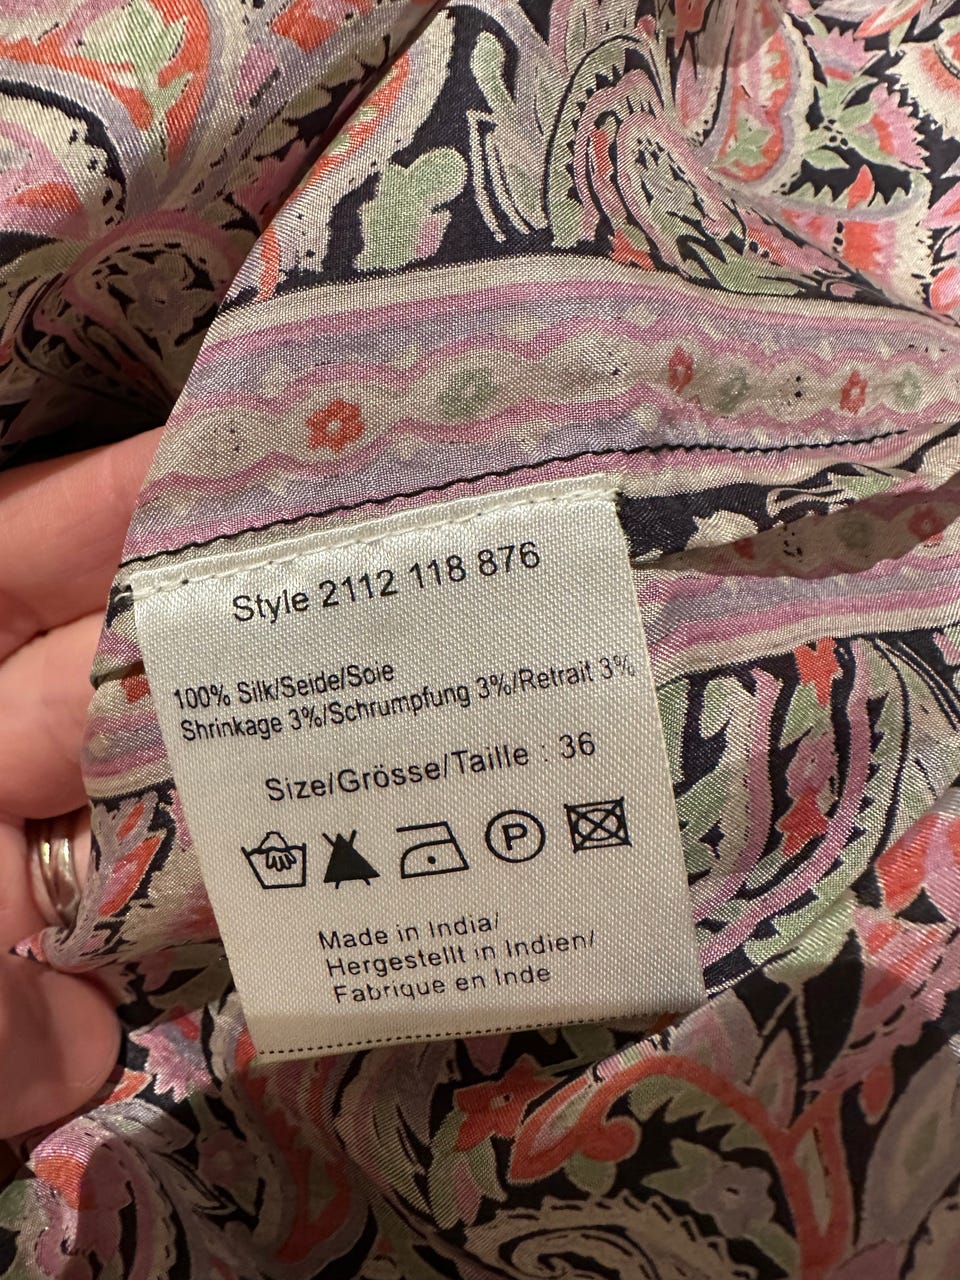 Style 2112 118 876
100% Silk/Seide/Soie
Shrinkage 3%/Schrumpfung 3%/Retrait 3%
Size/Grösse/Taille : 36
P
Made in India/
Hergestellt in Indien/
Fabrique en Inde